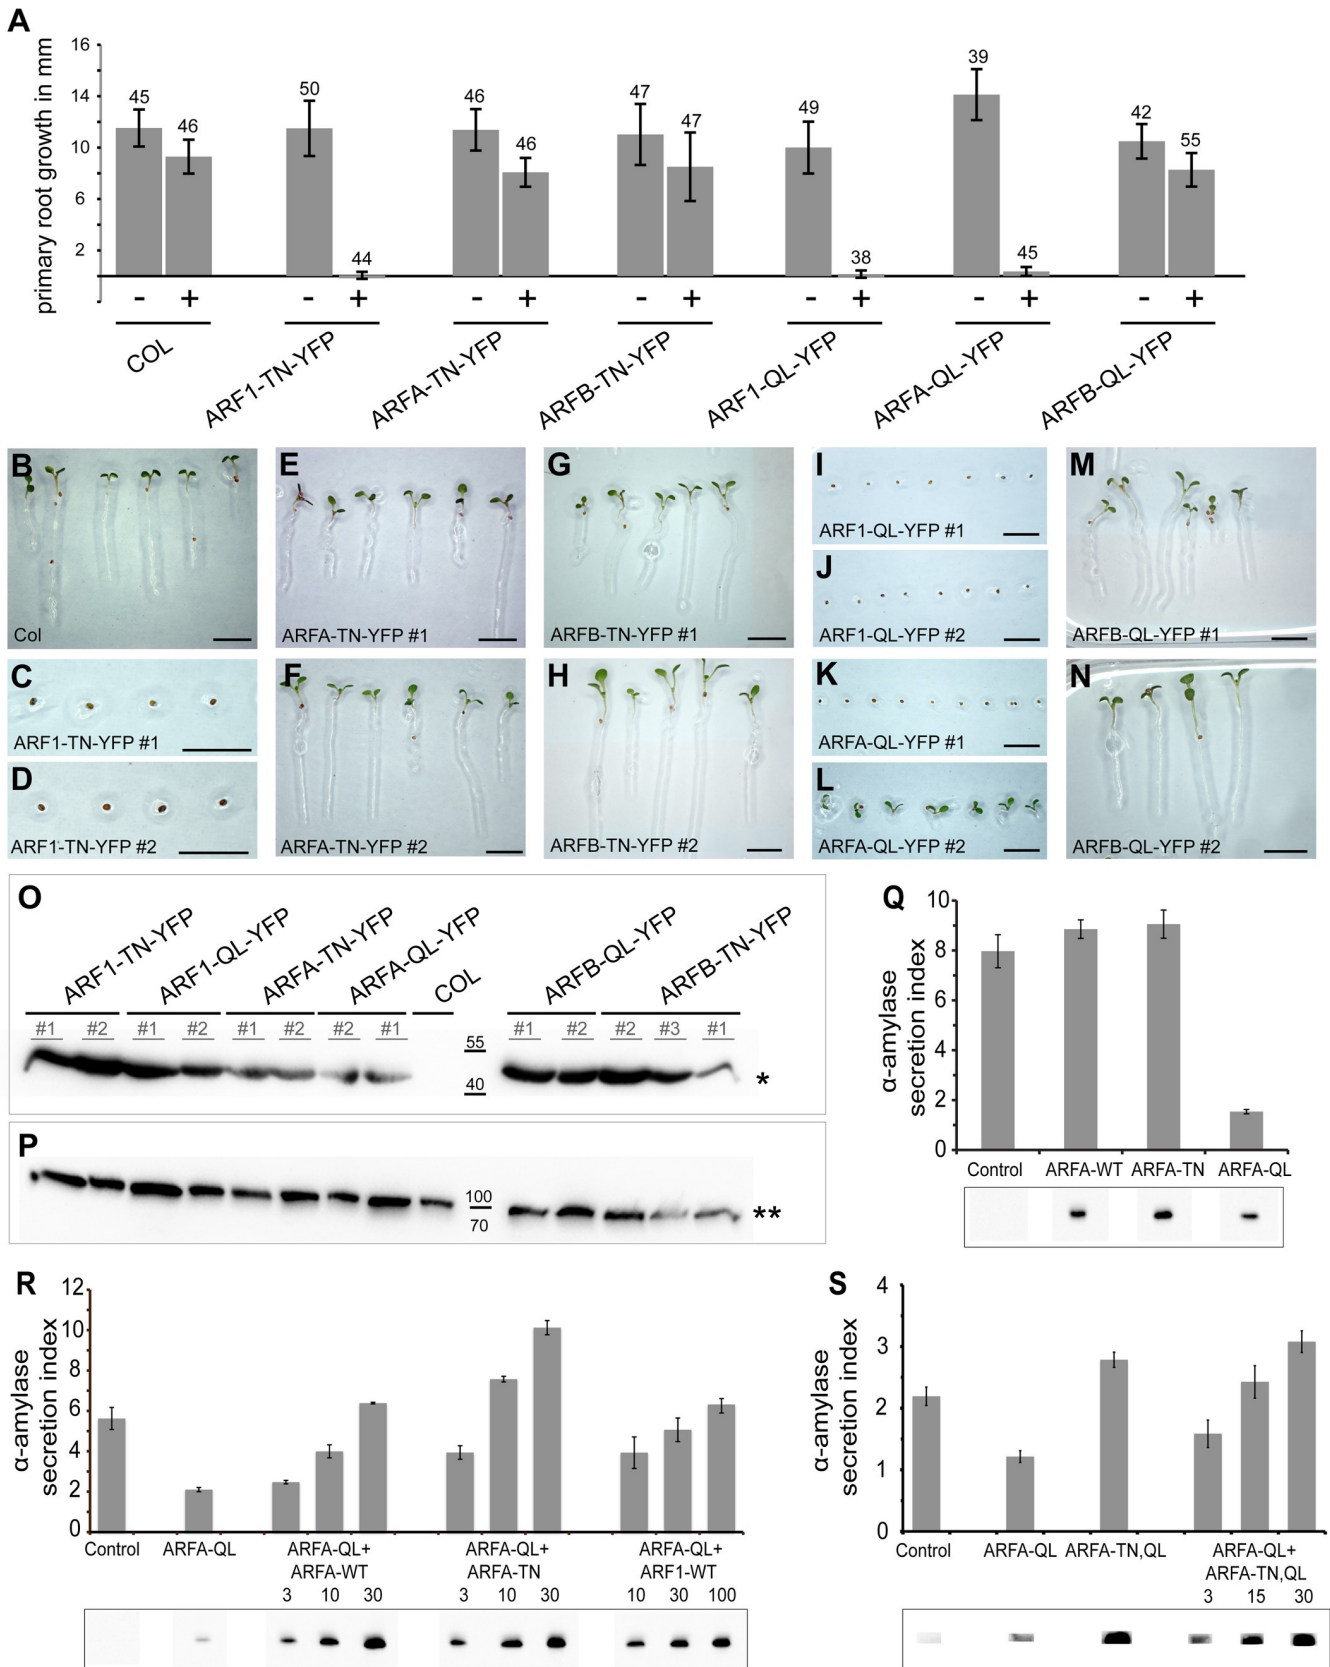 A
primary root growth in mm
16
14
10
6
2
45
46
50
44
46
46
47
47
49
38
39
45
42
55
- + - + - + - + - + - + - +
COL
ARF1-TN-YFP
ARFA-TN-YFP
ARFB-TN-YFP
ARF1-QL-YFP
ARFA-QL-YFP
ARFB-QL-YFP
B
Col
C
ARF1-TN-YFP #1
D
ARF1-TN-YFP #2
E
ARFA-TN-YFP #1
F
ARFA-TN-YFP #2
G
ARFB-TN-YFP #1
H
ARFB-TN-YFP #2
I
ARF1-QL-YFP #1
J
ARF1-QL-YFP #2
K
ARFA-QL-YFP #1
L
ARFA-QL-YFP #2
M
ARFB-QL-YFP #1
N
ARFB-QL-YFP #2
O
ARF1-TN-YFP
ARF1-QL-YFP
ARFA-TN-YFP
ARFA-QL-YFP
COL
ARFB-QL-YFP
ARFB-TN-YFP
#1 #2 #1 #2 #1 #2 #2 #1
#1 #2 #2 #3 #1
55
40
*
P
100
70
**
Q
α-amylase
secretion index
10
8
6
4
2
0
Control ARFA-WT ARFA-TN ARFA-QL
R
α-amylase
secretion index
12
10
8
6
4
2
0
Control ARFA-QL
ARFA-QL+
ARFA-WT
3 10 30
ARFA-QL+
ARFA-TN
3 10 30
ARFA-QL+
ARF1-WT
10 30 100
S
α-amylase
secretion index
4
3
2
1
0
Control ARFA-QL ARFA-TN,QL
ARFA-QL+
ARFA-TN,QL
3 15 30